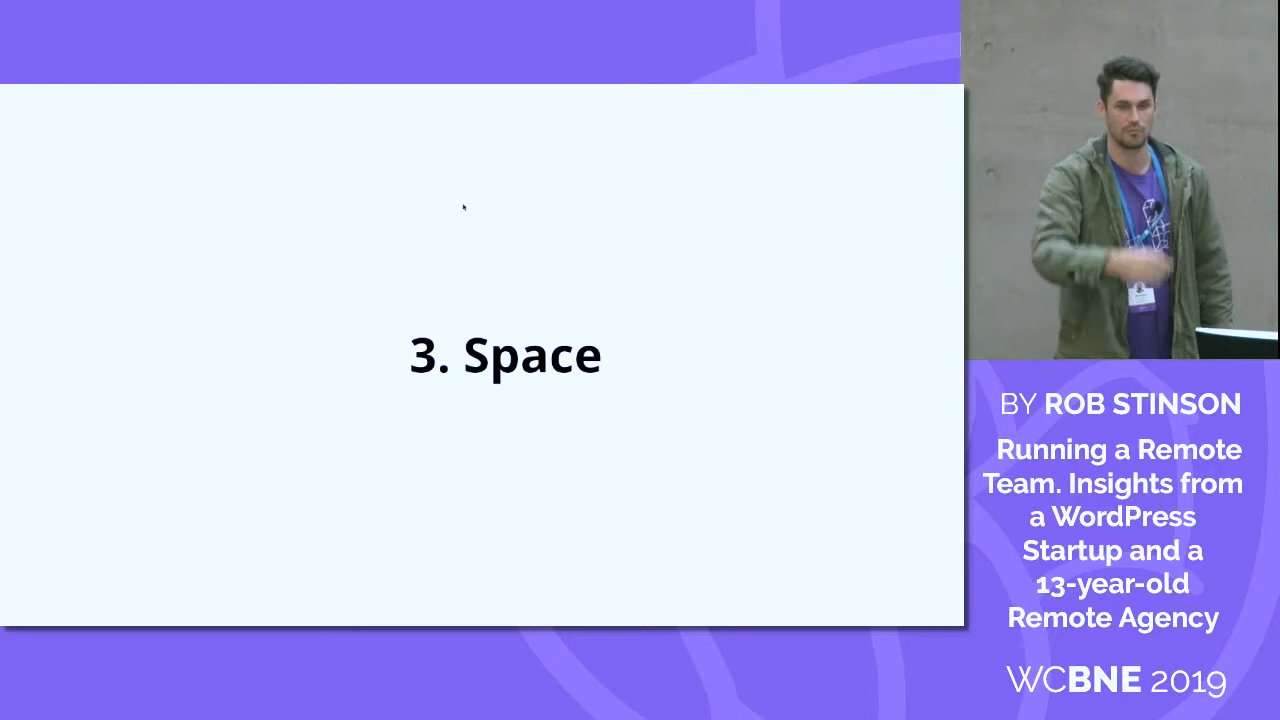 3. Space
BY ROB STINSON
Running a Remote
Team. Insights from
a WordPress
Startup and a
13-year-old
Remote Agency
WCBNE 2019